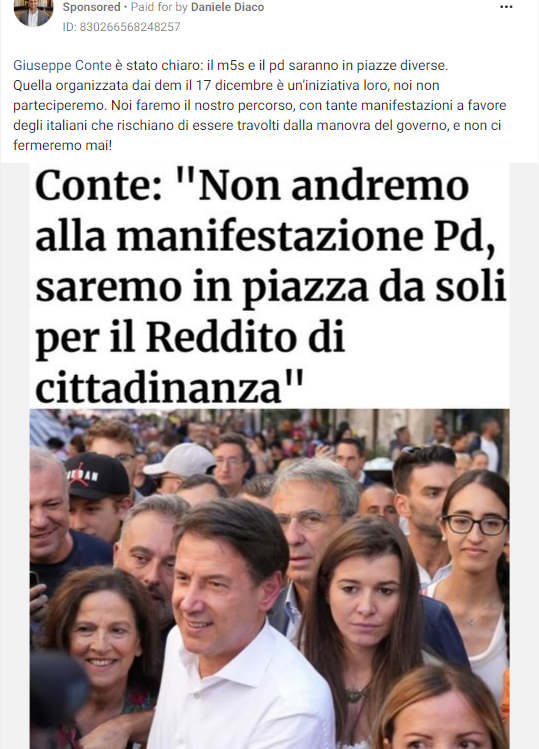 Sponsored • Paid for by Daniele Diaco
ID: 830266568248257
Giuseppe Conte è stato chiaro: il m5s e il pd saranno in piazze diverse.
Quella organizzata dai dem il 17 dicembre è un'iniziativa loro, noi non
parteciperemo. Noi faremo il nostro percorso, con tante manifestazioni a favore
degli italiani che rischiano di essere travolti dalla manovra del governo, e non ci
fermeremo mai!
Conte: "Non andremo
alla manifestazione Pd,
saremo in piazza da soli
per il Reddito di
cittadinanza"